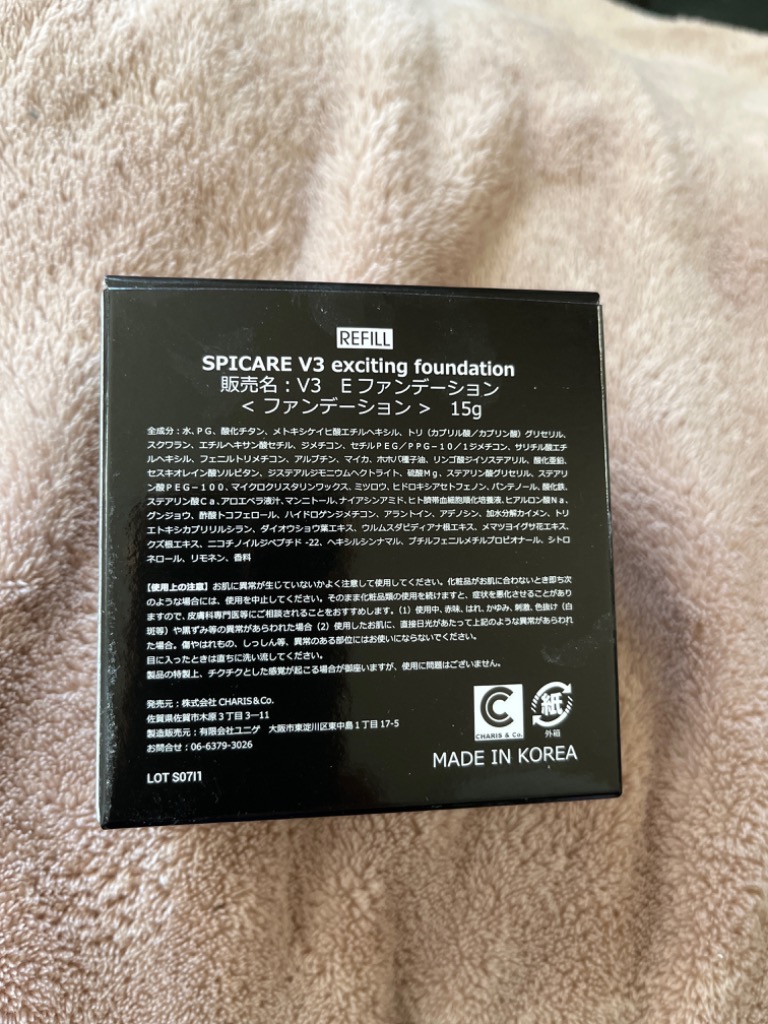 REFILL
SPICARE V3 exciting foundation
販売名：V3　E ファンデーション
＜ ファンデーション ＞　15g
全成分：水、ＰＧ、酸化チタン、メトキシケイヒ酸エチルヘキシル、トリ（カプリル酸／カプリン酸）グリセリル、
スクワラン、エチルヘキサン酸セチル、ジメチコン、セチルＰＥＧ／ＰＰＧ－１０／１ジメチコン、サリチル酸エチ
ルヘキシル、フェニルトリメチコン、アルブチン、マイカ、ホホバ種子油、リンゴ酸ジイソステアリル、酸化亜鉛、
セスキオレイン酸ソルビタン、ジステアルジモニウムヘクトライト、硫酸Ｍｇ、ステアリン酸グリセリル、ステアリ
ン酸ＰＥＧ－１００、マイクロクリスタリンワックス、ミツロウ、ヒドロキシアセトフェノン、パンテノール、酸化鉄、
ステアリン酸Ｃａ、アロエベラ液汁、マンニトール、ナイアシンアミド、ヒト臍帯血細胞順化培養液、ヒアルロン酸Ｎａ、
グンジョウ、酢酸トコフェロール、ハイドロゲンジメチコン、アラントイン、アデノシン、加水分解カイメン、トリ
エトキシカプリリルシラン、ダイオウショウ葉エキス、ウルムスダビディアナ根エキス、メマツヨイグサ花エキス、
クズ根エキス、ニコチノイルジペプチド -22、ヘキシルシンナマル、ブチルフェニルメチルプロピオナール、シトロ
ネロール、リモネン、香料
【使用上の注意】お肌に異常が生じていないかよく注意して使用してください。化粧品がお肌に合わないとき即ち次
のような場合には、使用を中止してください。そのまま化粧品類の使用を続けますと、症状を悪化させることがあり
ますので、皮膚科専門医等にご相談されることをおすすめします。（1）使用中、赤味、はれ、かゆみ、刺激、色抜け（白
斑等）や黒ずみ等の異常があらわれた場合（2）使用したお肌に、直接日光があたって上記のような異常があらわれ
た場合。傷やはれもの、しっしん等、異常のある部位にはお使いにならないでください。
目に入ったときは直ちに洗い流してください。
製品の特製上、チクチクとした感覚が起こる場合が御座いますが、使用に問題はございません。
発売元：株式会社 CHARIS＆Co.
佐賀県佐賀市木原３丁目３ー11
製造販売元：有限会社ユニゲ　大阪市東淀川区東中島１丁目17-5
お問合せ：06-6379-3026
LOT S07I1
C
CHARIS & Co.
紙
外箱
MADE IN KOREA